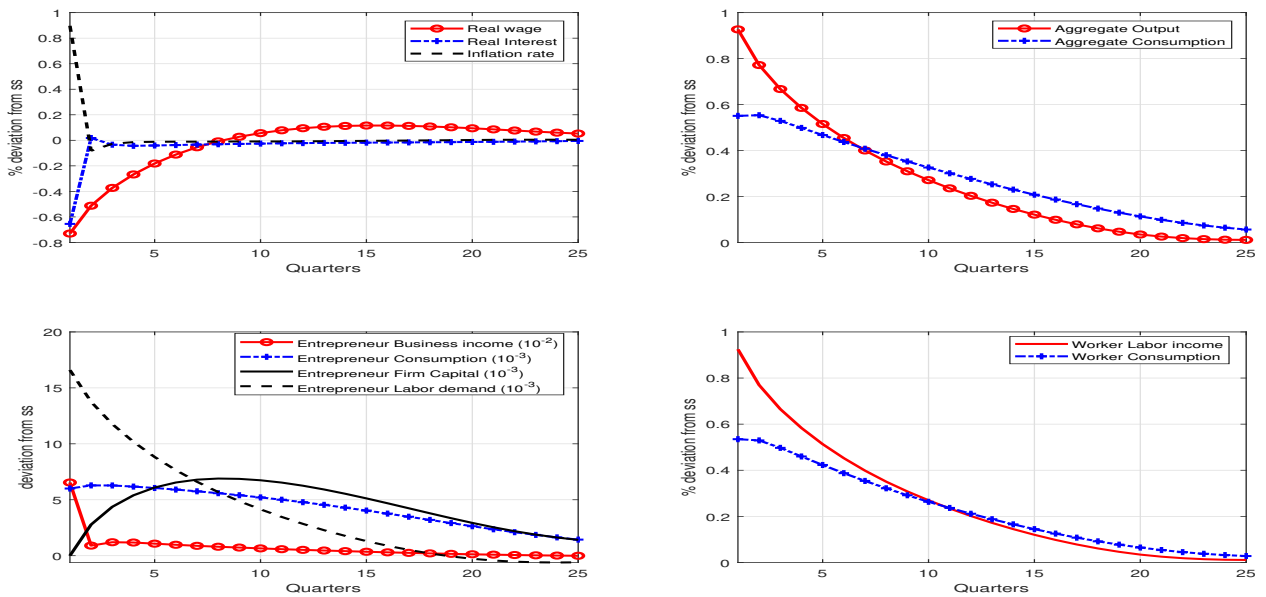 % deviation from ss
1
0.8
0.6
0.4
0.2
0
-0.2
-0.4
-0.6
-0.8
Real wage
Real Interest
Inflation rate
5 10 15 20 25
Quarters
% deviation from ss
1
0.8
0.6
0.4
0.2
0
Aggregate Output
Aggregate Consumption
5 10 15 20 25
Quarters
deviation from ss
20
15
10
5
0
Entrepreneur Business income (10⁻²)
Entrepreneur Consumption (10⁻³)
Entrepreneur Firm Capital (10⁻³)
Entrepreneur Labor demand (10⁻³)
5 10 15 20 25
Quarters
% deviation from ss
1
0.8
0.6
0.4
0.2
0
Worker Labor income
Worker Consumption
5 10 15 20 25
Quarters